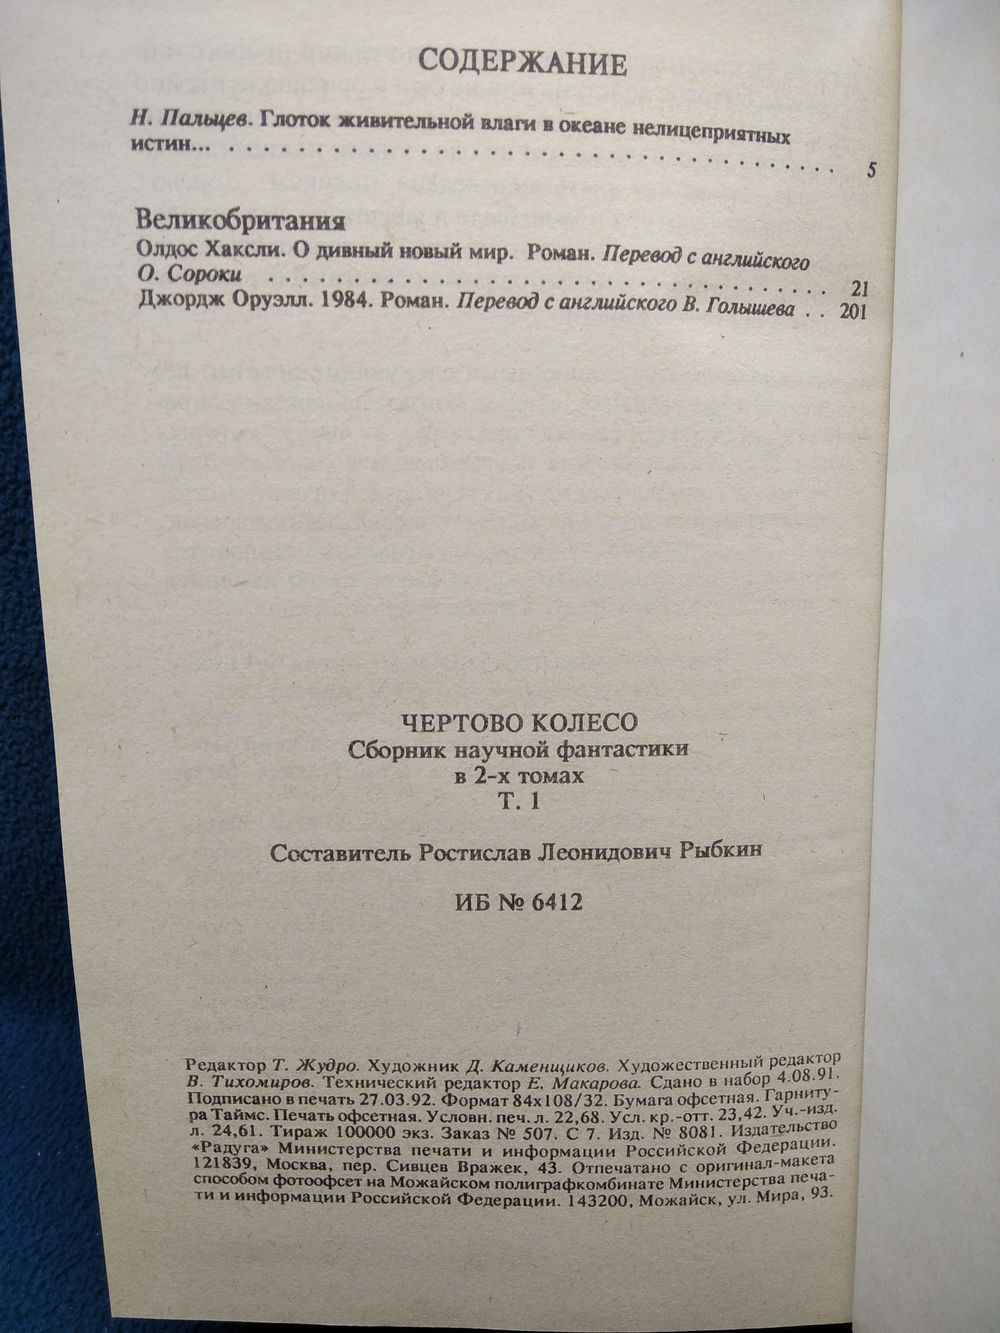 СОДЕРЖАНИЕ
Н. Пальцев. Глоток живительной влаги в океане нелицеприятных
истин... . . . . . . . . . . . . . . . . . . . . . . . . . . . . . . . . . . . . . 5
Великобритания
Олдос Хаксли. О дивный новый мир. Роман. Перевод с английского
О. Сороки . . . . . . . . . . . . . . . . . . . . . . . . . . . . . . . . . . 21
Джордж Оруэлл. 1984. Роман. Перевод с английского В. Голышева . . 201
ЧЕРТОВО КОЛЕСО
Сборник научной фантастики
в 2-х томах
Т. 1
Составитель Ростислав Леонидович Рыбкин
ИБ № 6412
Редактор Т. Жудро. Художник Д. Каменщиков. Художественный редактор
В. Тихомиров. Технический редактор Е. Макарова. Сдано в набор 4.08.91.
Подписано в печать 27.03.92. Формат 84х108/32. Бумага офсетная. Гарниту-
ра Таймс. Печать офсетная. Условн. печ. л. 22,68. Усл. кр.-отт. 23,42. Уч.-изд.
л. 24,61. Тираж 100000 экз. Заказ № 507. С 7. Изд. № 8081. Издательство
«Радуга» Министерства печати и информации Российской Федерации.
121839, Москва, пер. Сивцев Вражек, 43. Отпечатано с оригинал-макета
способом фотоофсет на Можайском полиграфкомбинате Министерства печа-
ти и информации Российской Федерации. 143200, Можайск, ул. Мира, 93.